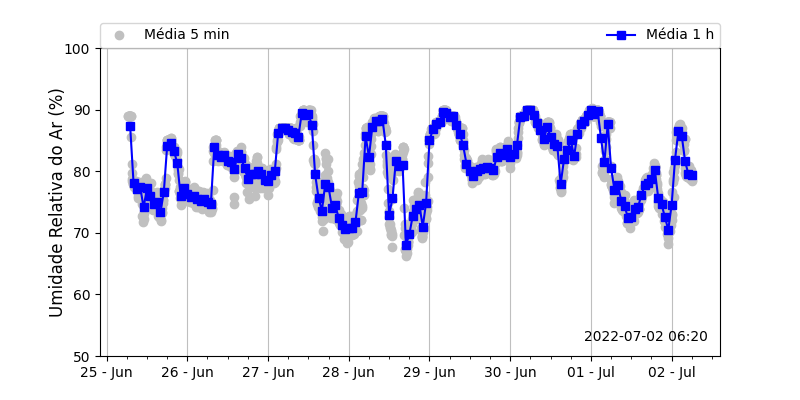 Média 5 min
Média 1 h
Umidade Relativa do Ar (%)
100
90
80
70
60
50
2022-07-02 06:20
25 - Jun
26 - Jun
27 - Jun
28 - Jun
29 - Jun
30 - Jun
01 - Jul
02 - Jul